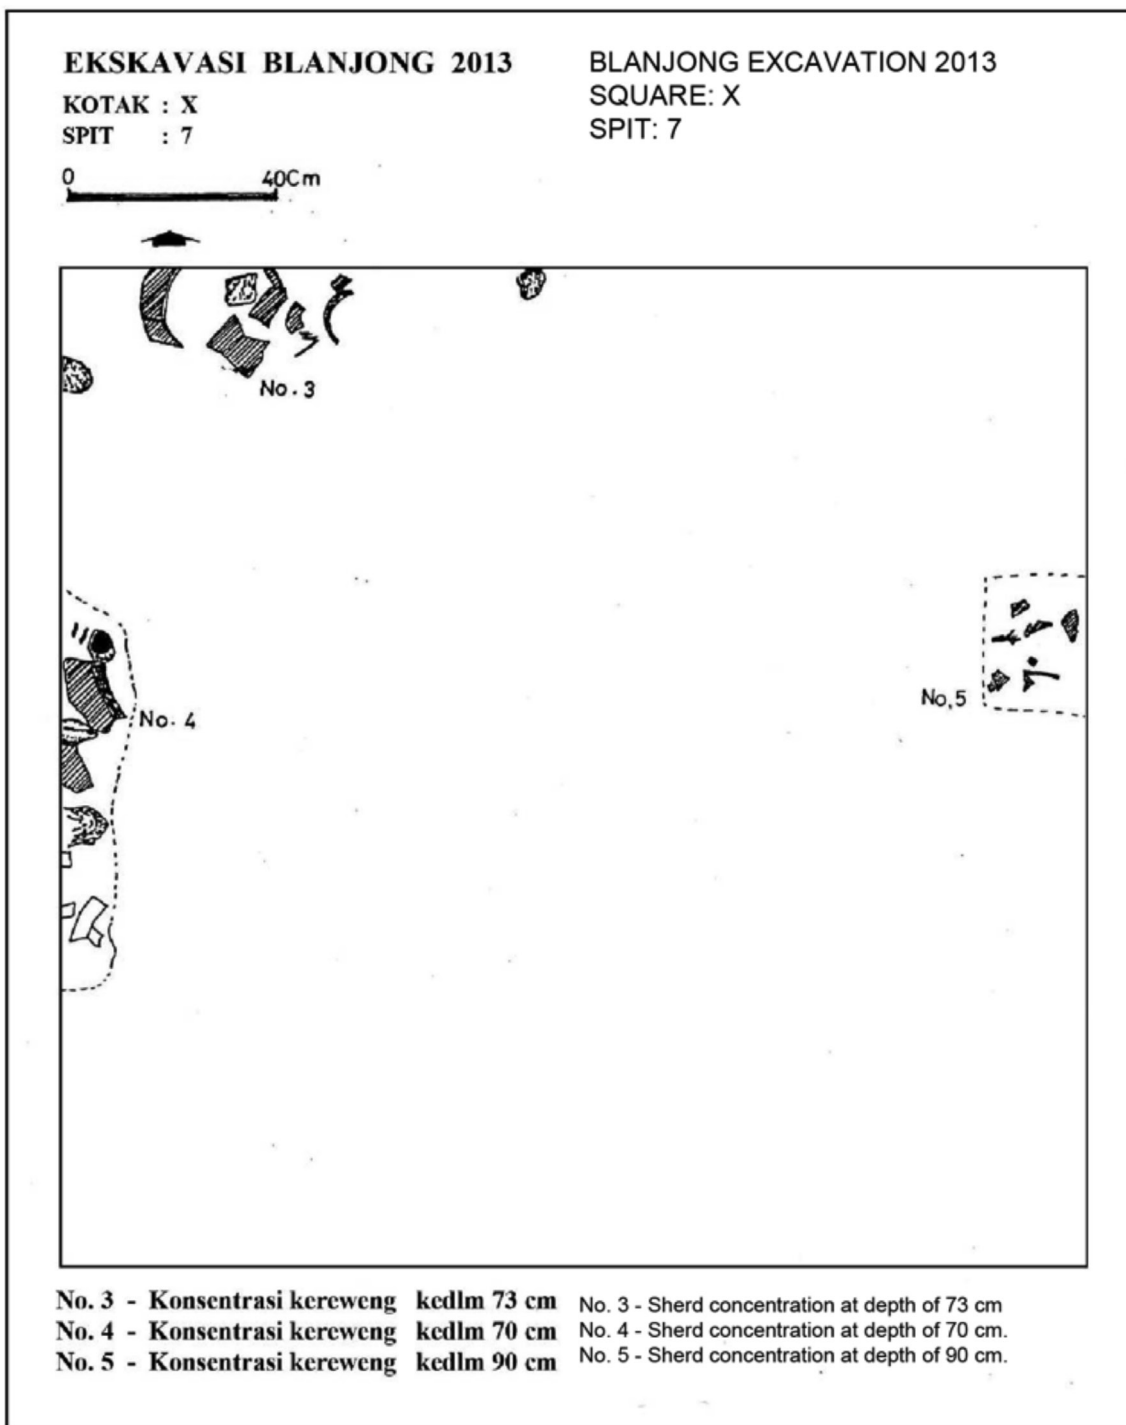 EKSKAVASI BLANJONG 2013
KOTAK : X
SPIT : 7
BLANJONG EXCAVATION 2013
SQUARE: X
SPIT: 7
0 40Cm
No. 3
No. 4
No,5
No. 3 - Konsentrasi kereweng kedlm 73 cm
No. 4 - Konsentrasi kereweng kedlm 70 cm
No. 5 - Konsentrasi kereweng kedlm 90 cm
No. 3 - Sherd concentration at depth of 73 cm
No. 4 - Sherd concentration at depth of 70 cm.
No. 5 - Sherd concentration at depth of 90 cm.